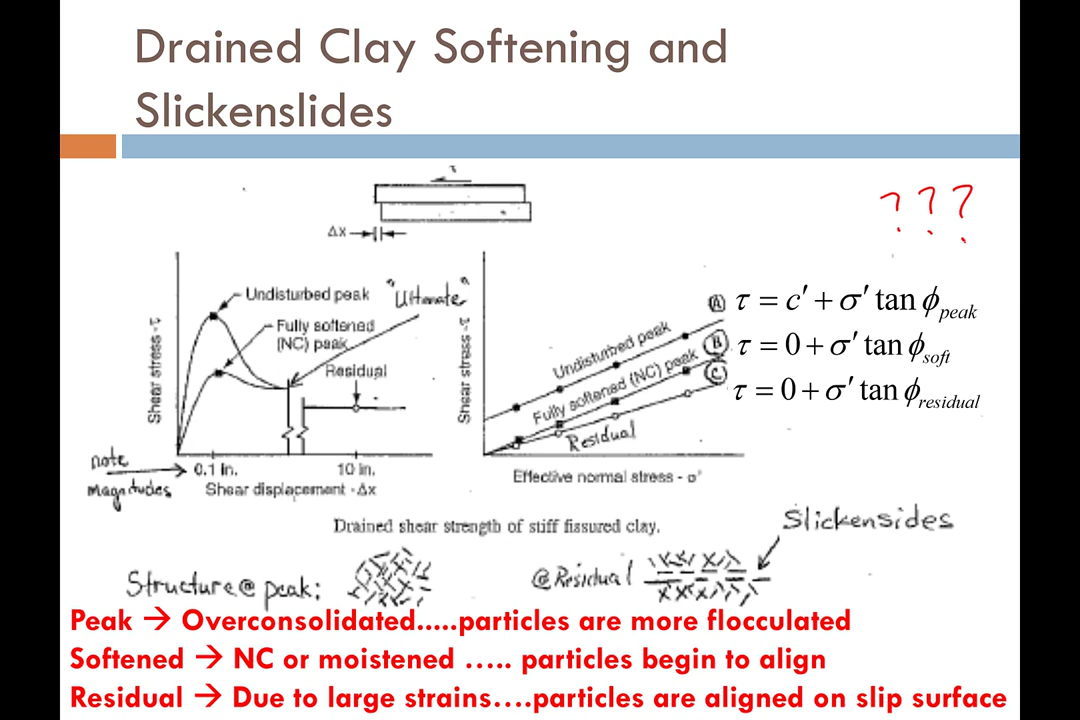 Drained Clay Softening and
Slickenslides
τ
? ? ?
Δx
Shear stress - τ
Undisturbed peak
"Ultimate"
Fully softened
(NC) peak
Residual
note
magnitudes
0.1 in.
10 in.
Shear displacement - Δx
Shear stress - τ
Undisturbed peak
Fully softened (NC) peak
Residual
Effective normal stress - σ'
(A) τ = c′ + σ′ tan ϕpeak
(B) τ = 0 + σ′ tan ϕsoft
(C) τ = 0 + σ′ tan ϕresidual
Drained shear strength of stiff fissured clay.
Slickensides
Structure @ peak:
@ Residual
Peak → Overconsolidated.....particles are more flocculated
Softened → NC or moistened ..... particles begin to align
Residual → Due to large strains....particles are aligned on slip surface